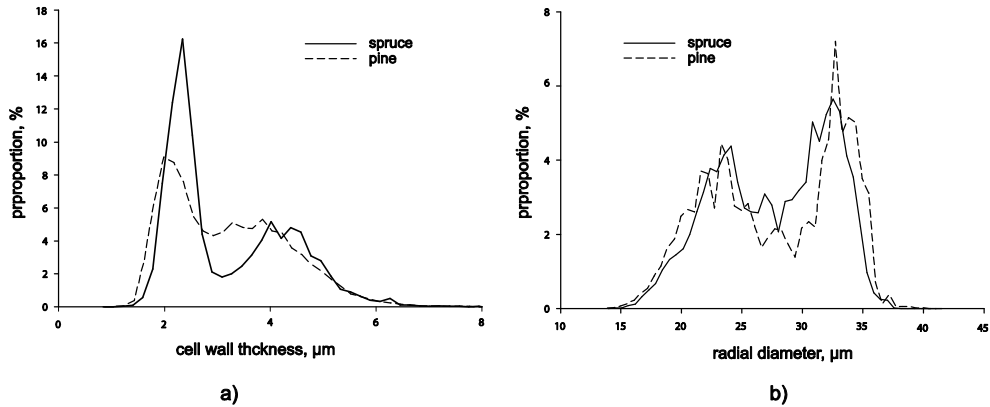 18
16
14
12
10
8
6
4
2
0
prproportion, %
spruce
pine
0 2 4 6 8
cell wall thckness, µm
a)
8
6
4
2
0
prproportion, %
spruce
pine
10 15 20 25 30 35 40 45
radial diameter, µm
b)